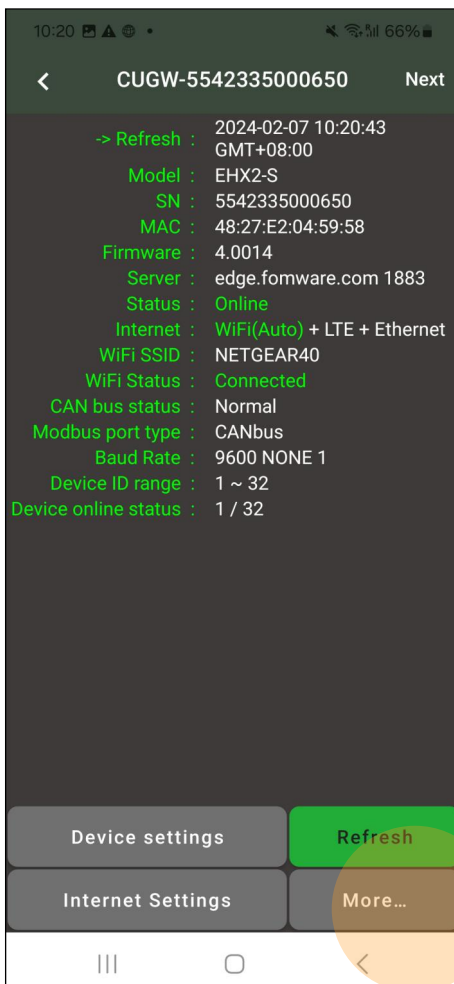 10:20 66%
CUGW-5542335000650 Next
-> Refresh : 2024-02-07 10:20:43
GMT+08:00
Model : EHX2-S
SN : 5542335000650
MAC : 48:27:E2:04:59:58
Firmware : 4.0014
Server : edge.fomware.com 1883
Status : Online
Internet : WiFi(Auto) + LTE + Ethernet
WiFi SSID : NETGEAR40
WiFi Status : Connected
CAN bus status : Normal
Modbus port type : CANbus
Baud Rate : 9600 NONE 1
Device ID range : 1 ~ 32
Device online status : 1 / 32
Device settings Refresh
Internet Settings More...